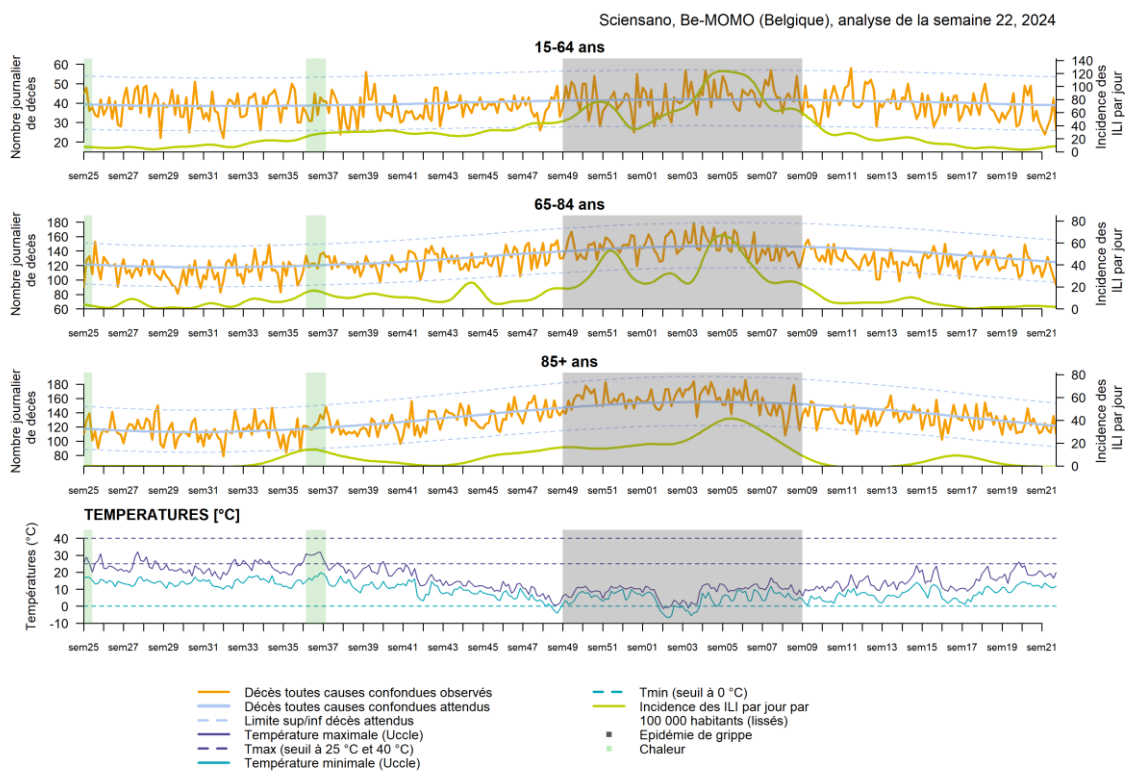 Sciensano, Be-MOMO (Belgique), analyse de la semaine 22, 2024
15-64 ans
Nombre journalier
de décès
60
50
40
30
20
140
120
100
80
60
40
20
0
Incidence des
ILI par jour
sem25 sem27 sem29 sem31 sem33 sem35 sem37 sem39 sem41 sem43 sem45 sem47 sem49 sem51 sem01 sem03 sem05 sem07 sem09 sem11 sem13 sem15 sem17 sem19 sem21
65-84 ans
Nombre journalier
de décès
180
160
140
120
100
80
60
80
60
40
20
0
Incidence des
ILI par jour
sem25 sem27 sem29 sem31 sem33 sem35 sem37 sem39 sem41 sem43 sem45 sem47 sem49 sem51 sem01 sem03 sem05 sem07 sem09 sem11 sem13 sem15 sem17 sem19 sem21
85+ ans
Nombre journalier
de décès
180
160
140
120
100
80
80
60
40
20
0
Incidence des
ILI par jour
sem25 sem27 sem29 sem31 sem33 sem35 sem37 sem39 sem41 sem43 sem45 sem47 sem49 sem51 sem01 sem03 sem05 sem07 sem09 sem11 sem13 sem15 sem17 sem19 sem21
TEMPERATURES [°C]
Températures (°C)
40
30
20
10
0
-10
sem25 sem27 sem29 sem31 sem33 sem35 sem37 sem39 sem41 sem43 sem45 sem47 sem49 sem51 sem01 sem03 sem05 sem07 sem09 sem11 sem13 sem15 sem17 sem19 sem21
Décès toutes causes confondues observés
Décès toutes causes confondues attendus
Limite sup/inf décès attendus
Température maximale (Uccle)
Tmax (seuil à 25 °C et 40 °C)
Température minimale (Uccle)
Tmin (seuil à 0 °C)
Incidence des ILI par jour par
100 000 habitants (lissés)
Epidémie de grippe
Chaleur